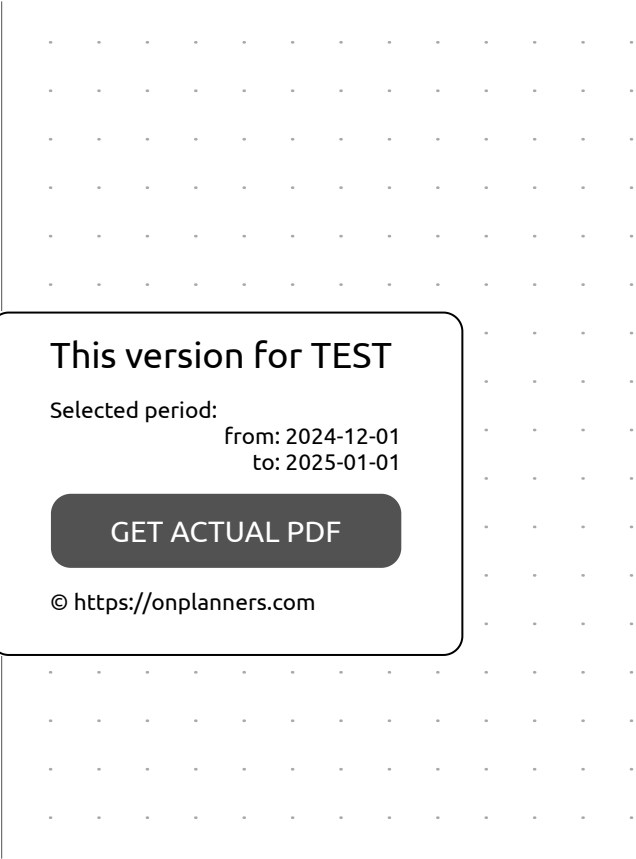 This version for TEST
Selected period:
from: 2024-12-01
to: 2025-01-01
GET ACTUAL PDF
© https://onplanners.com